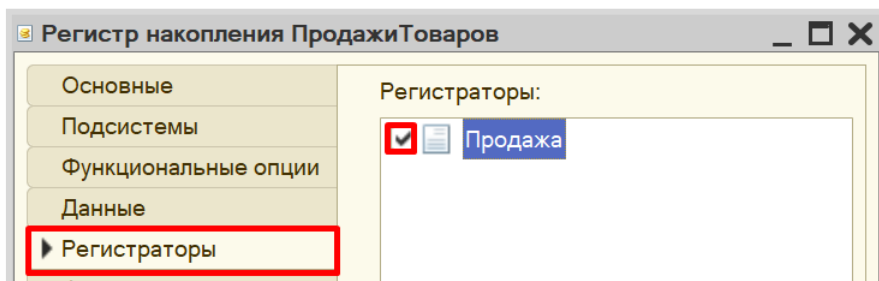 Регистр накопления ПродажиТоваров
Основные
Подсистемы
Функциональные опции
Данные
Регистраторы
Регистраторы:
Продажа